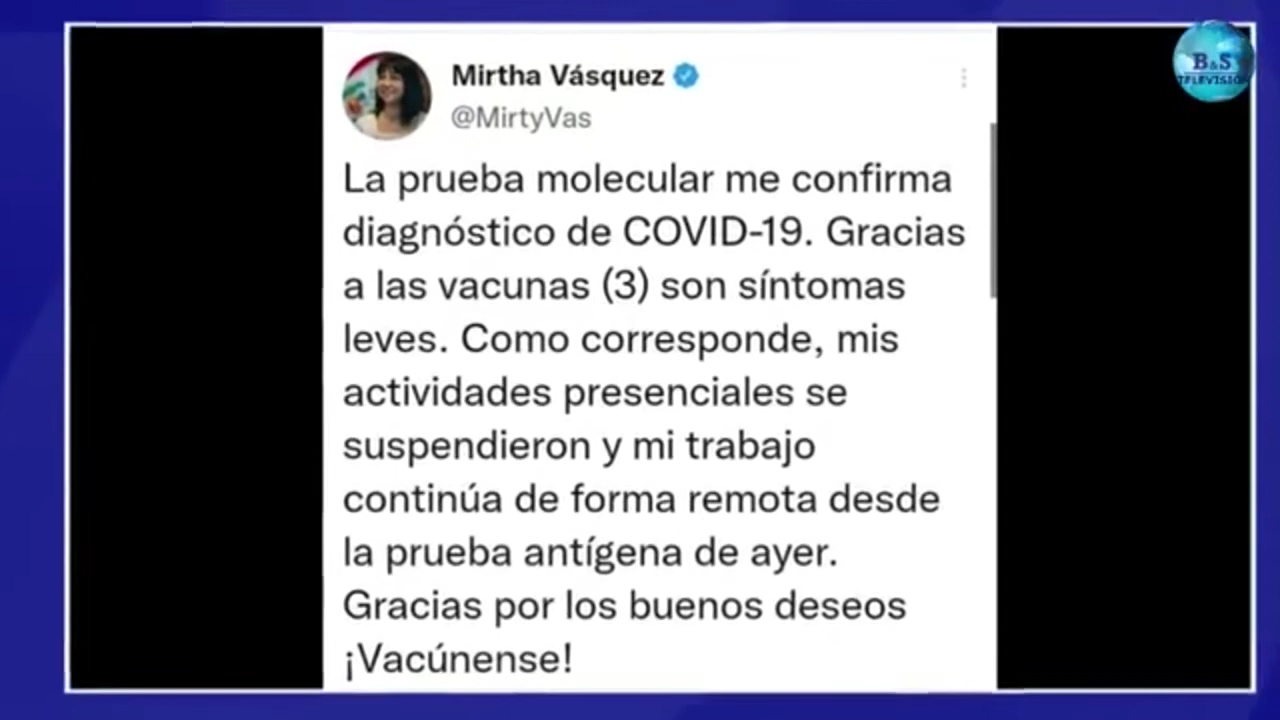 Mirtha Vásquez
@MirtyVas
La prueba molecular me confirma
diagnóstico de COVID-19. Gracias
a las vacunas (3) son síntomas
leves. Como corresponde, mis
actividades presenciales se
suspendieron y mi trabajo
continúa de forma remota desde
la prueba antígena de ayer.
Gracias por los buenos deseos
¡Vacúnense!
B&S
TELEVISION